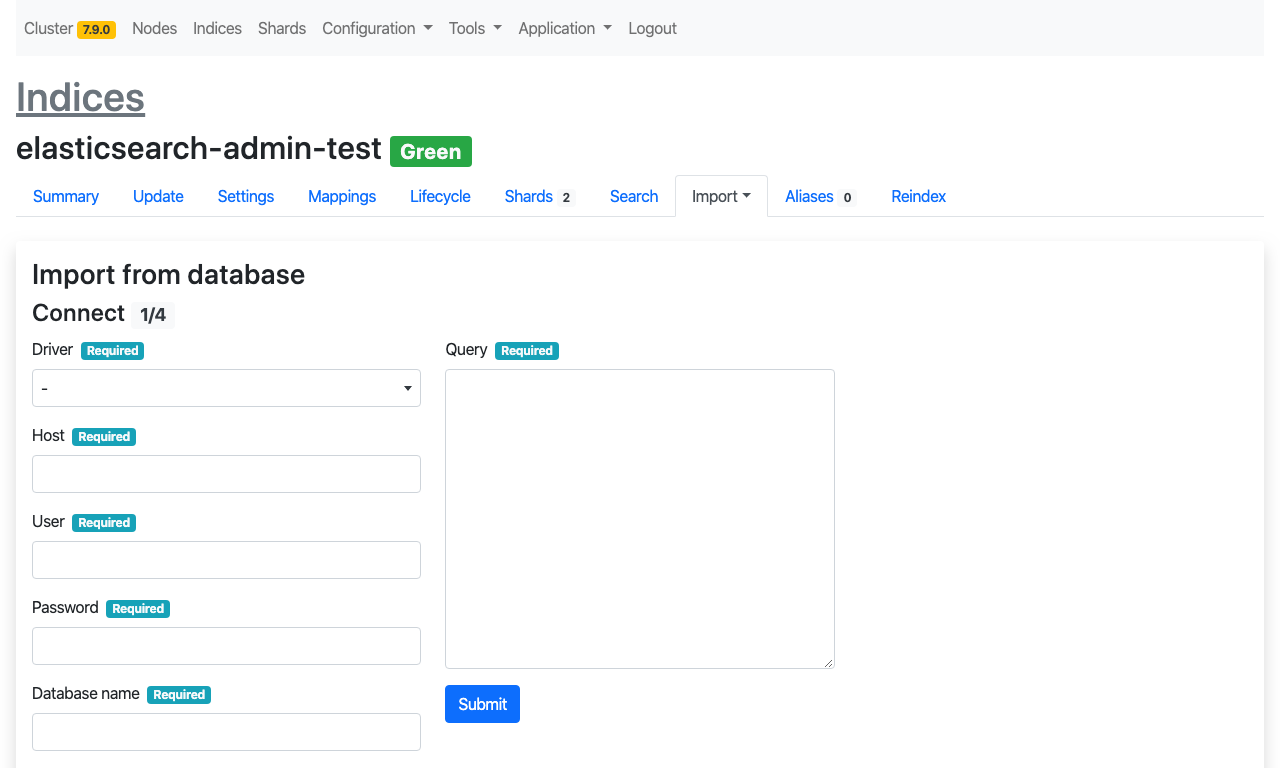 Cluster 7.9.0 Nodes Indices Shards Configuration Tools Application Logout
Indices
elasticsearch-admin-test Green
Summary Update Settings Mappings Lifecycle Shards 2 Search Import Aliases 0 Reindex
Import from database
Connect 1/4
Driver Required
-
Host Required
User Required
Password Required
Database name Required
Query Required
Submit